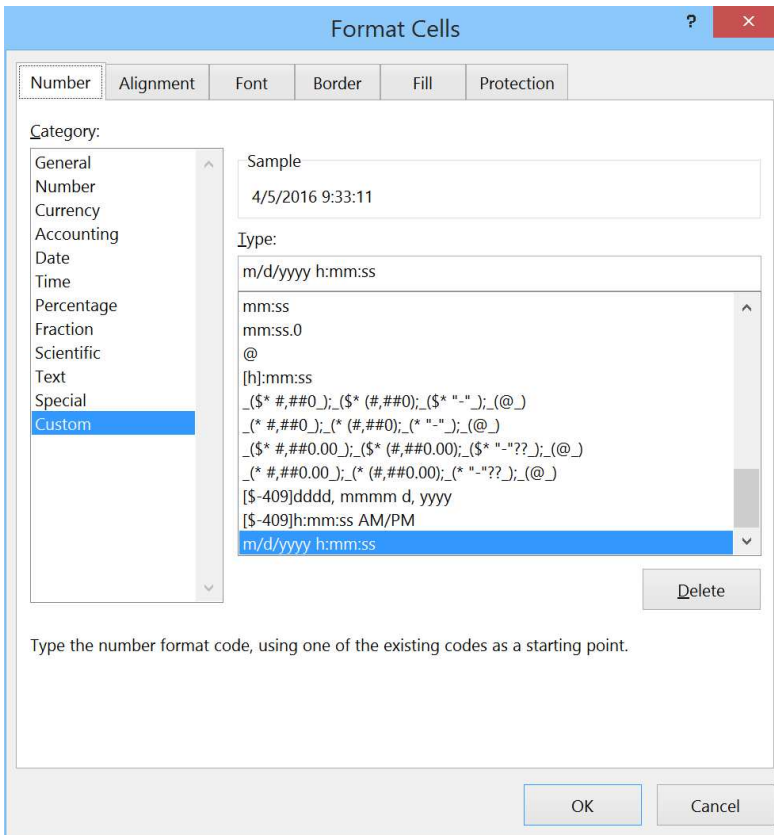 Format Cells
?
×
Number Alignment Font Border Fill Protection
Category:
General
Number
Currency
Accounting
Date
Time
Percentage
Fraction
Scientific
Text
Special
Custom
Sample
4/5/2016 9:33:11
Type:
m/d/yyyy h:mm:ss
mm:ss
mm:ss.0
@
[h]:mm:ss
_($* #,##0_);_($* (#,##0);_($* "-"_);_(@_)
_(* #,##0_);_(* (#,##0);_(* "-"_);_(@_)
_($* #,##0.00_);_($* (#,##0.00);_($* "-"??_);_(@_)
_(* #,##0.00_);_(* (#,##0.00);_(* "-"??_);_(@_)
[$-409]dddd, mmmm d, yyyy
[$-409]h:mm:ss AM/PM
m/d/yyyy h:mm:ss
Delete
Type the number format code, using one of the existing codes as a starting point.
OK Cancel